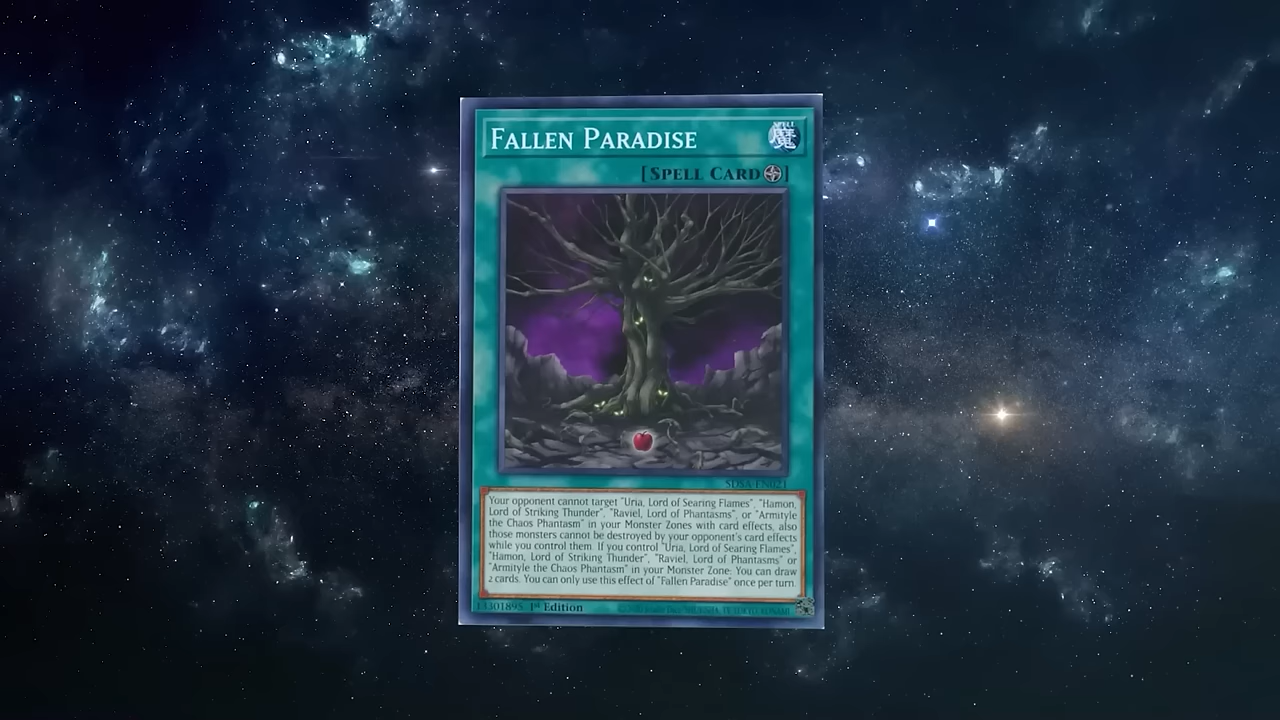 FALLEN PARADISE
SPELL
魔
[SPELL CARD]
SDSA-EN021
Your opponent cannot target "Uria, Lord of Searing Flames", "Hamon,
Lord of Striking Thunder", "Raviel, Lord of Phantasms", or "Armityle
the Chaos Phantasm" in your Monster Zones with card effects, also
those monsters cannot be destroyed by your opponent's card effects
while you control them. If you control "Uria, Lord of Searing Flames",
"Hamon, Lord of Striking Thunder", "Raviel, Lord of Phantasms" or
"Armityle the Chaos Phantasm" in your Monster Zone: You can draw
2 cards. You can only use this effect of "Fallen Paradise" once per turn.
13301895 1st Edition